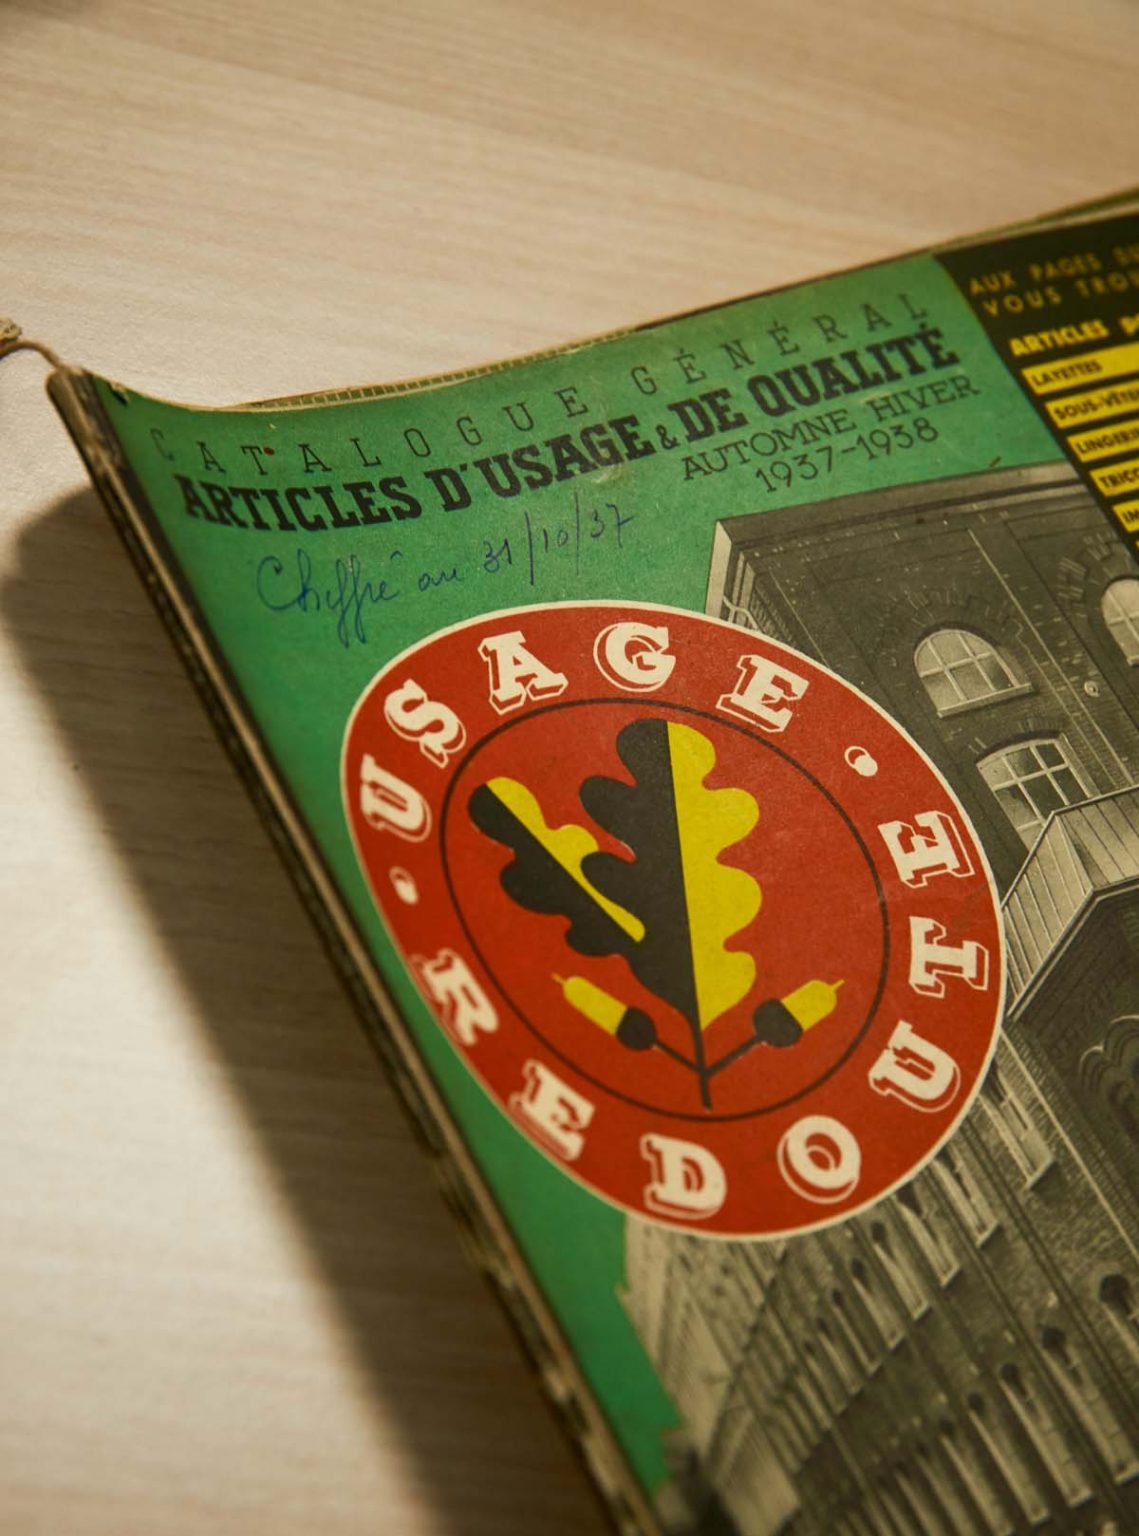 CATALOGUE GÉNÉRAL
ARTICLES D'USAGE & DE QUALITÉ
AUTOMNE HIVER
1937-1938
Chiffré au 31/10/37
USAGE • REDOUTE •
AUX PAGES
VOUS
ARTICLES
LAYETTES